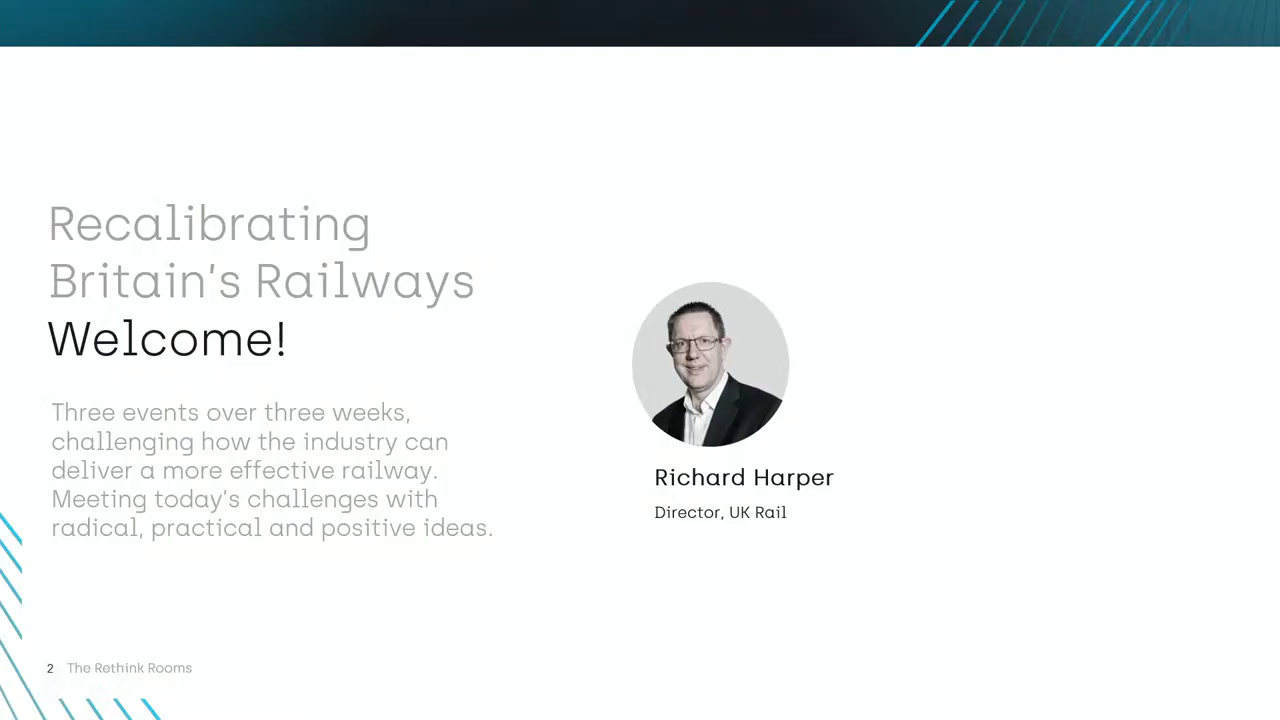 Recalibrating
Britain's Railways
Welcome!
Three events over three weeks,
challenging how the industry can
deliver a more effective railway.
Meeting today's challenges with
radical, practical and positive ideas.
Richard Harper
Director, UK Rail
2 The Rethink Rooms